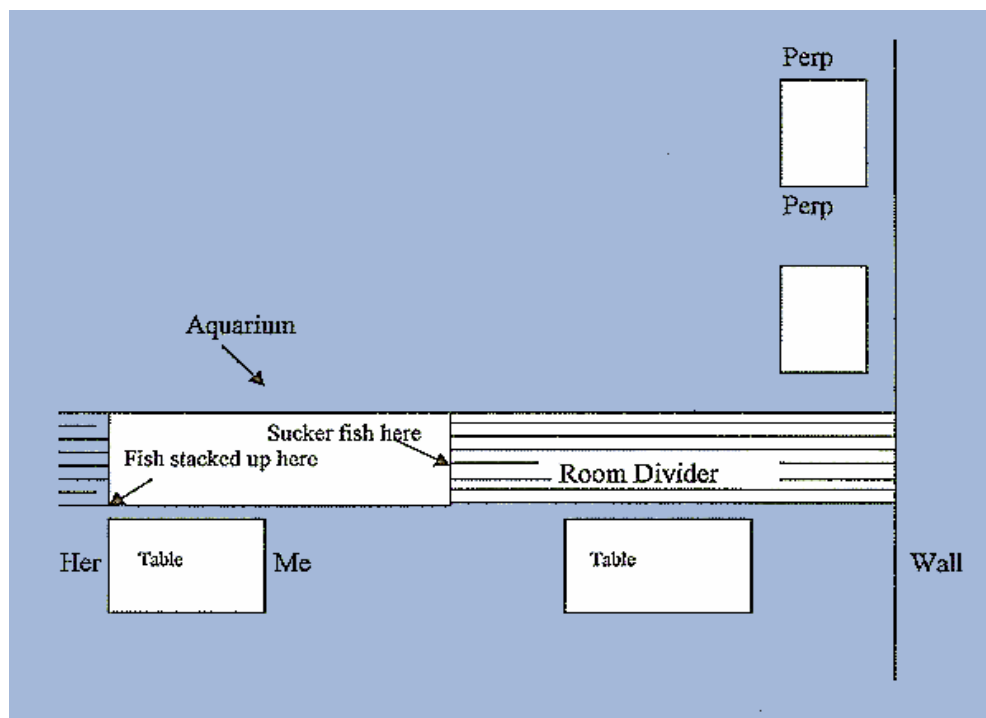 Perp
Perp
Aquarium
Sucker fish here
Fish stacked up here
Room Divider
Her
Table
Me
Table
Wall